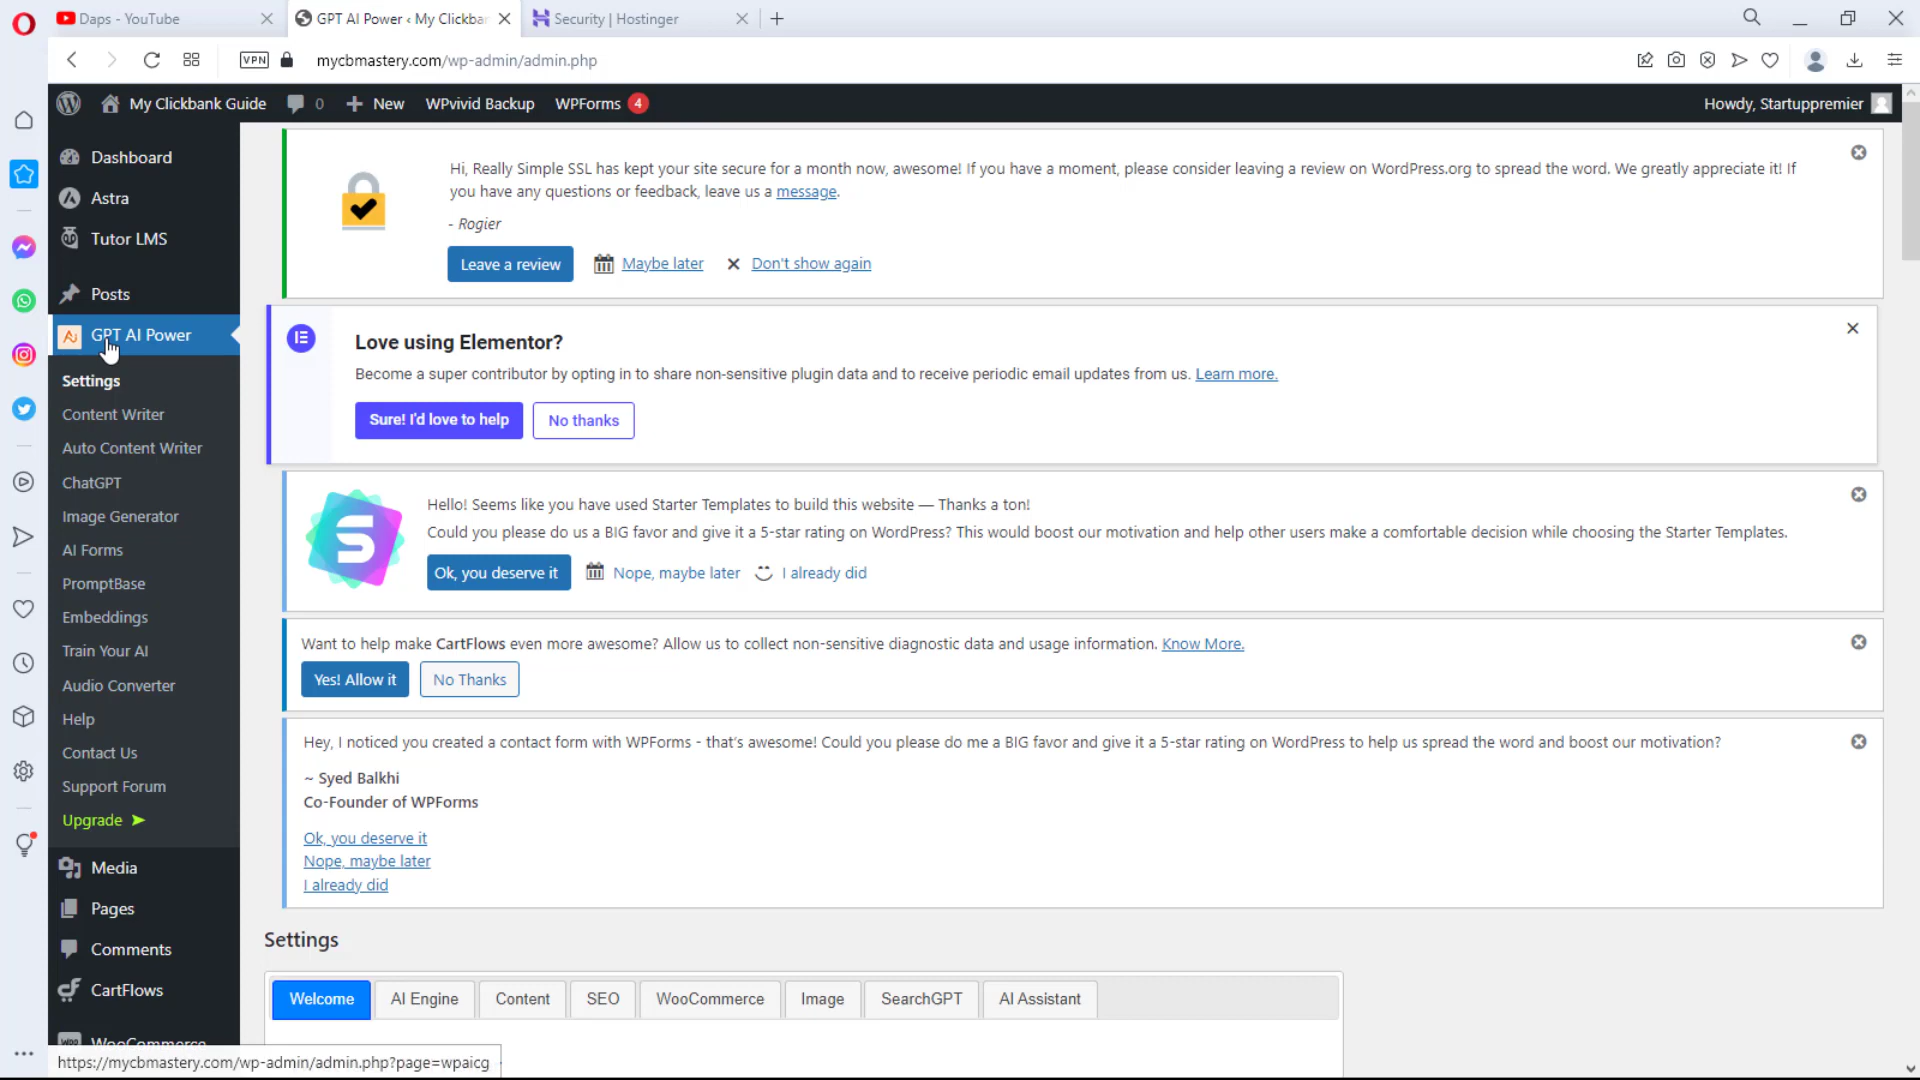 Daps - YouTube
GPT AI Power ‹ My Clickban
Security | Hostinger
VPN
mycbmastery.com/wp-admin/admin.php
My Clickbank Guide
0
New
WPvivid Backup
WPForms 4
Howdy, Startuppremier
Dashboard
Astra
Tutor LMS
Posts
GPT AI Power
Settings
Content Writer
Auto Content Writer
ChatGPT
Image Generator
AI Forms
PromptBase
Embeddings
Train Your AI
Audio Converter
Help
Contact Us
Support Forum
Upgrade ➤
Media
Pages
Comments
CartFlows
WooCommerce
Hi, Really Simple SSL has kept your site secure for a month now, awesome! If you have a moment, please consider leaving a review on WordPress.org to spread the word. We greatly appreciate it! If
you have any questions or feedback, leave us a message.
- Rogier
Leave a review
Maybe later
Don't show again
Love using Elementor?
Become a super contributor by opting in to share non-sensitive plugin data and to receive periodic email updates from us. Learn more.
Sure! I'd love to help
No thanks
Hello! Seems like you have used Starter Templates to build this website — Thanks a ton!
Could you please do us a BIG favor and give it a 5-star rating on WordPress? This would boost our motivation and help other users make a comfortable decision while choosing the Starter Templates.
Ok, you deserve it
Nope, maybe later
I already did
Want to help make CartFlows even more awesome? Allow us to collect non-sensitive diagnostic data and usage information. Know More.
Yes! Allow it
No Thanks
Hey, I noticed you created a contact form with WPForms - that's awesome! Could you please do me a BIG favor and give it a 5-star rating on WordPress to help us spread the word and boost our motivation?
~ Syed Balkhi
Co-Founder of WPForms
Ok, you deserve it
Nope, maybe later
I already did
Settings
Welcome
AI Engine
Content
SEO
WooCommerce
Image
SearchGPT
AI Assistant
https://mycbmastery.com/wp-admin/admin.php?page=wpaicg